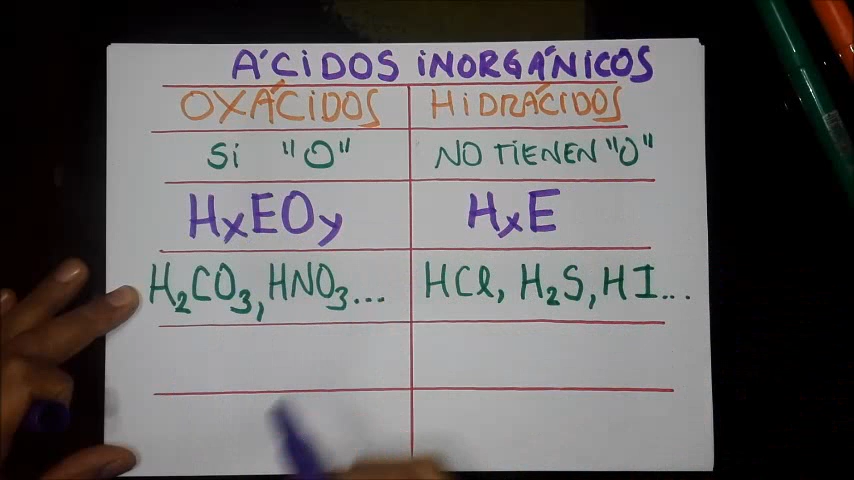 ÁCIDOS INORGÁNICOS
OXÁCIDOS HIDRÁCIDOS
Si "O" NO TIENEN "O"
HxEOy HxE
H₂CO₃, HNO₃... HCl, H₂S, HI...